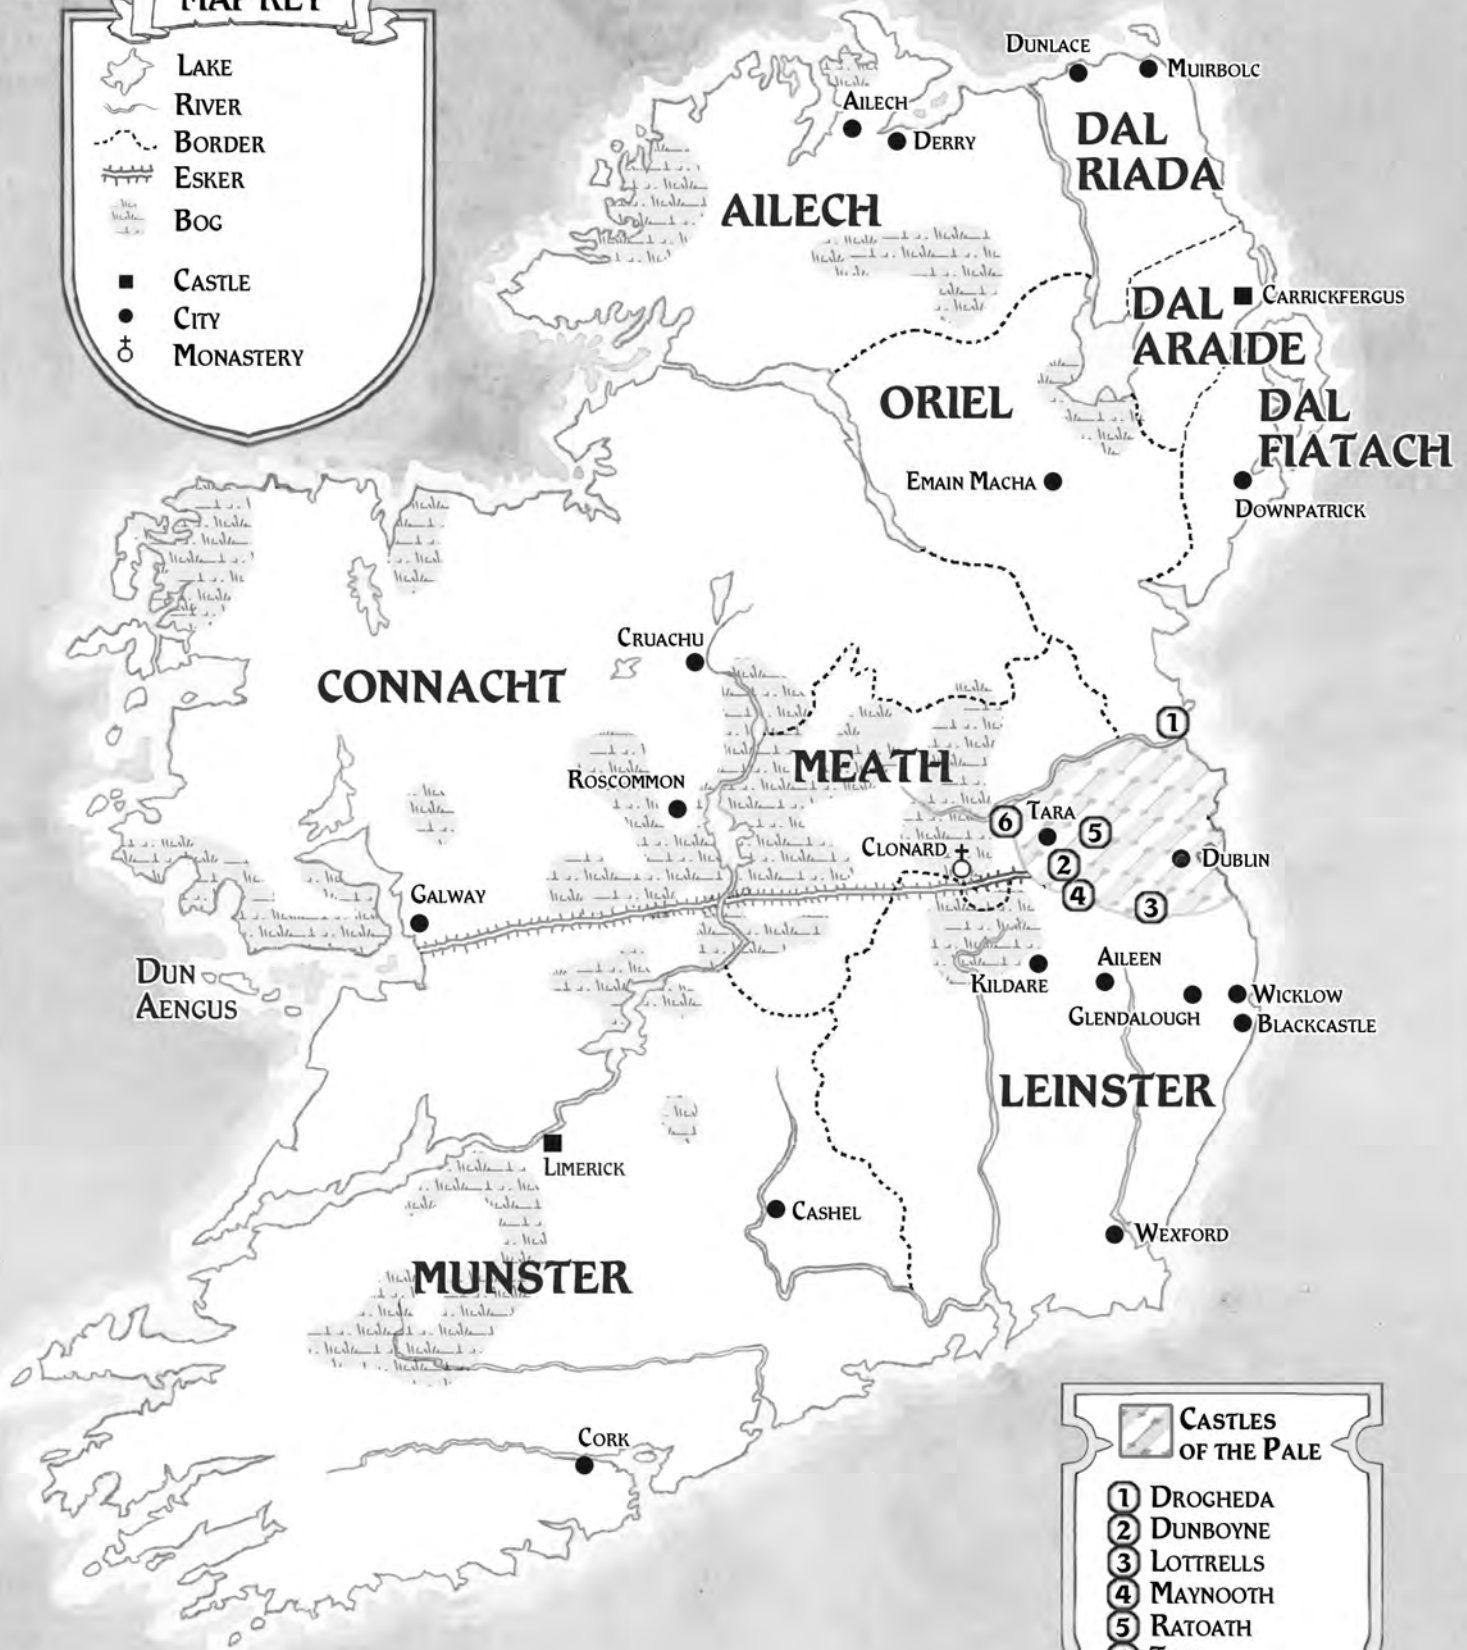 MAP KEY
LAKE
RIVER
BORDER
ESKER
BOG
CASTLE
CITY
MONASTERY
DUNLACE
MUIRBOLC
AILECH
DERRY
DAL
RIADA
AILECH
DAL
ARAIDE
CARRICKFERGUS
ORIEL
DAL
FIATACH
EMAIN MACHA
DOWNPATRICK
CRUACHU
CONNACHT
1
MEATH
ROSCOMMON
6
TARA
5
CLONARD
2
DUBLIN
4
3
GALWAY
DUN
AENGUS
KILDARE
AILEEN
GLENDALOUGH
WICKLOW
BLACKCASTLE
LEINSTER
LIMERICK
CASHEL
WEXFORD
MUNSTER
CORK
CASTLES
OF THE PALE
1 DROGHEDA
2 DUNBOYNE
3 LOTTRELLS
4 MAYNOOTH
5 RATOATH